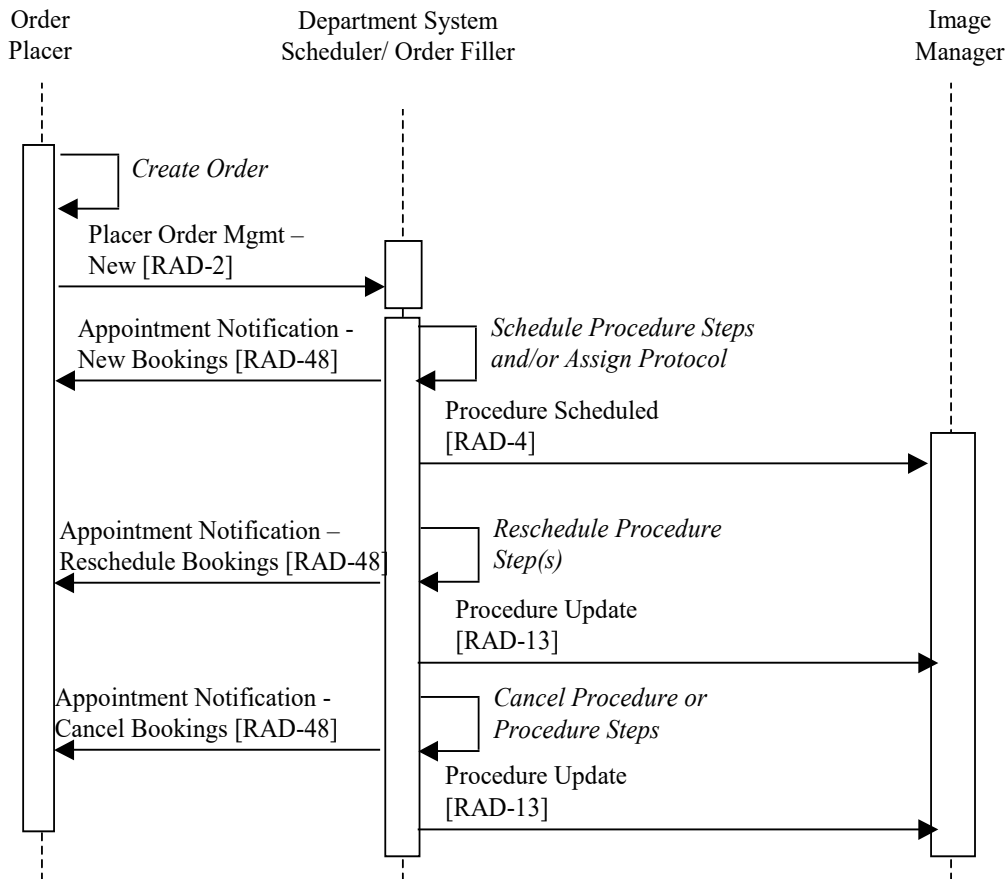 Order
Placer
Department System
Scheduler/ Order Filler
Image
Manager
Create Order
Placer Order Mgmt –
New [RAD-2]
Appointment Notification -
New Bookings [RAD-48]
Schedule Procedure Steps
and/or Assign Protocol
Procedure Scheduled
[RAD-4]
Appointment Notification –
Reschedule Bookings [RAD-48]
Reschedule Procedure
Step(s)
Procedure Update
[RAD-13]
Appointment Notification -
Cancel Bookings [RAD-48]
Cancel Procedure or
Procedure Steps
Procedure Update
[RAD-13]